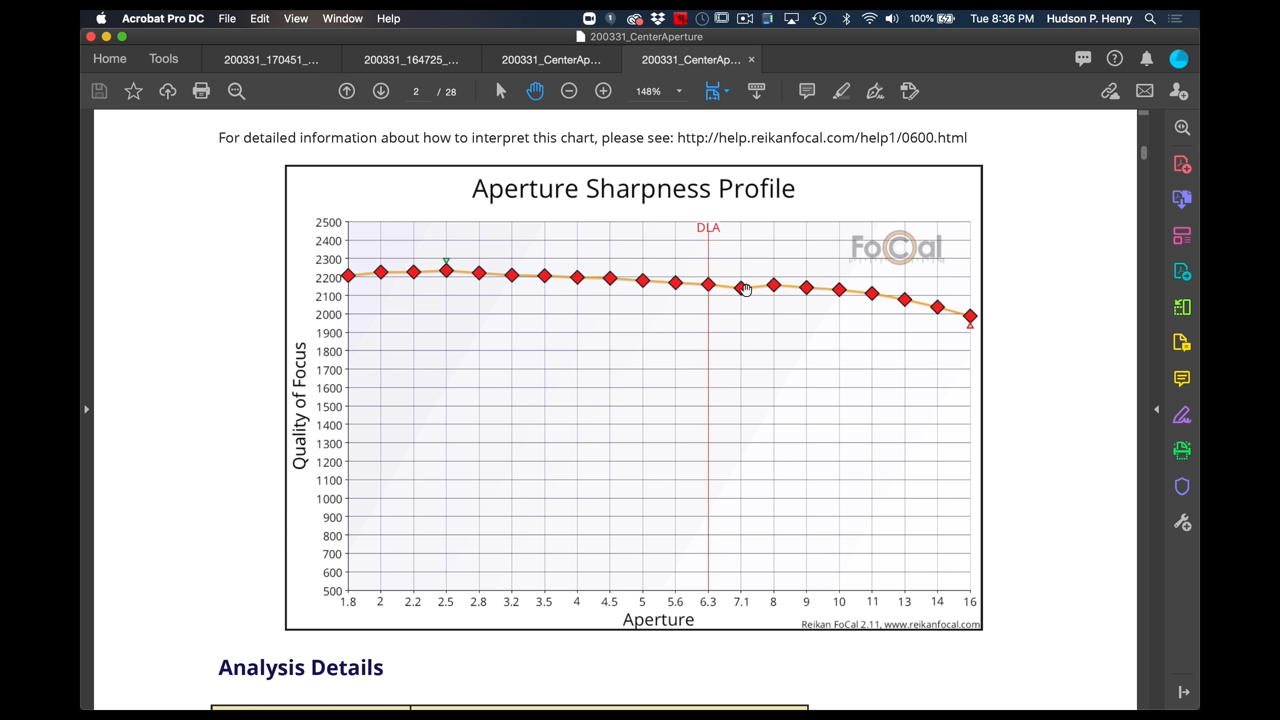 Acrobat Pro DC File Edit View Window Help 100% Tue 8:36 PM Hudson P. Henry
200331_CenterAperture
Home Tools 200331_170451_... 200331_164725_... 200331_CenterAp... 200331_CenterAp... ×
2 / 28 148%
For detailed information about how to interpret this chart, please see: http://help.reikanfocal.com/help1/0600.html
Aperture Sharpness Profile
DLA
FoCal
Quality of Focus
2500
2400
2300
2200
2100
2000
1900
1800
1700
1600
1500
1400
1300
1200
1100
1000
900
800
700
600
500
1.8 2 2.2 2.5 2.8 3.2 3.5 4 4.5 5 5.6 6.3 7.1 8 9 10 11 13 14 16
Aperture
Reikan FoCal 2.11, www.reikanfocal.com
Analysis Details